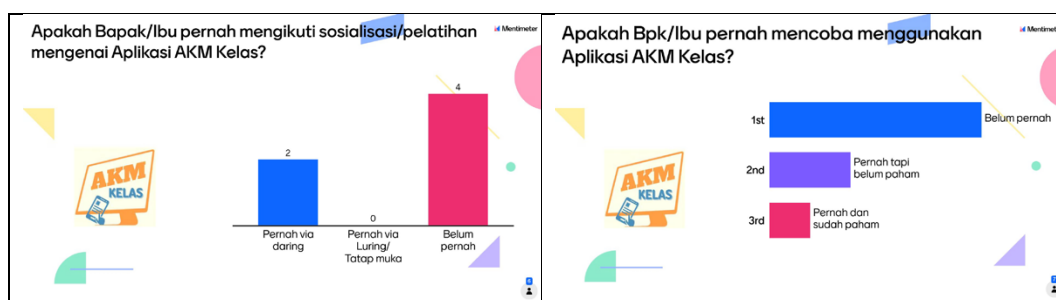 Apakah Bapak/Ibu pernah mengikuti sosialisasi/pelatihan
mengenai Aplikasi AKM Kelas?
Mentimeter
4
2
0
Pernah via
daring
Pernah via
Luring/
Tatap muka
Belum
pernah
AKM
KELAS
6
Apakah Bpk/Ibu pernah mencoba menggunakan
Aplikasi AKM Kelas?
Mentimet
1st
Belum pernah
2nd
Pernah tapi
belum paham
3rd
Pernah dan
sudah paham
AKM
KELAS